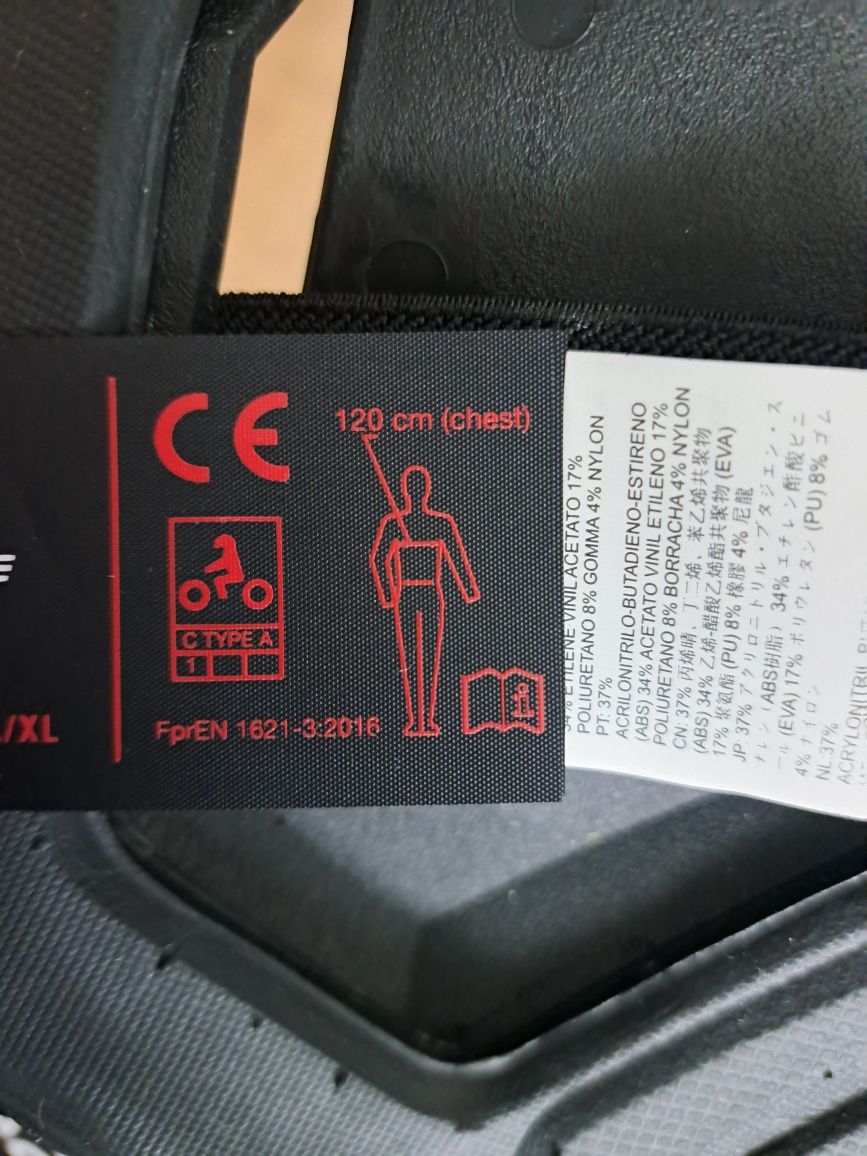 CE
120 cm (chest)
C TYPE A
1
FprEN 1621-3:2016
/XL
34% ETILENE VINIL ACETATO 17%
POLIURETANO 8% GOMMA 4% NYLON
PT: 37%
ACRILONITRILO-BUTADIENO-ESTIRENO
(ABS) 34% ACETATO VINIL ETILENO 17%
POLIURETANO 8% BORRACHA 4% NYLON
CN: 37% 丙烯晴、丁二烯、苯乙烯共聚物
(ABS) 34% 乙烯-醋酸乙烯酯共聚物 (EVA)
17% 聚氨酯 (PU) 8% 橡膠 4% 尼龍
JP: 37% アクリロニトリル・ブタジエン・ス
チレン (ABS樹脂) 34% エチレン酢酸ビニ
ール (EVA) 17% ポリウレタン (PU) 8% ゴム
4% ナイロン
NL:37%